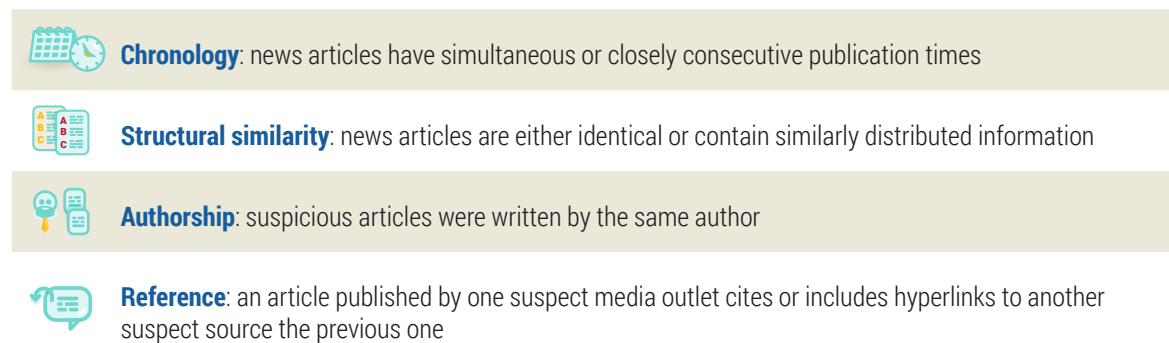 Chronology: news articles have simultaneous or closely consecutive publication times
A
B
C
A
B
C
Structural similarity: news articles are either identical or contain similarly distributed information
Authorship: suspicious articles were written by the same author
Reference: an article published by one suspect media outlet cites or includes hyperlinks to another
suspect source the previous one